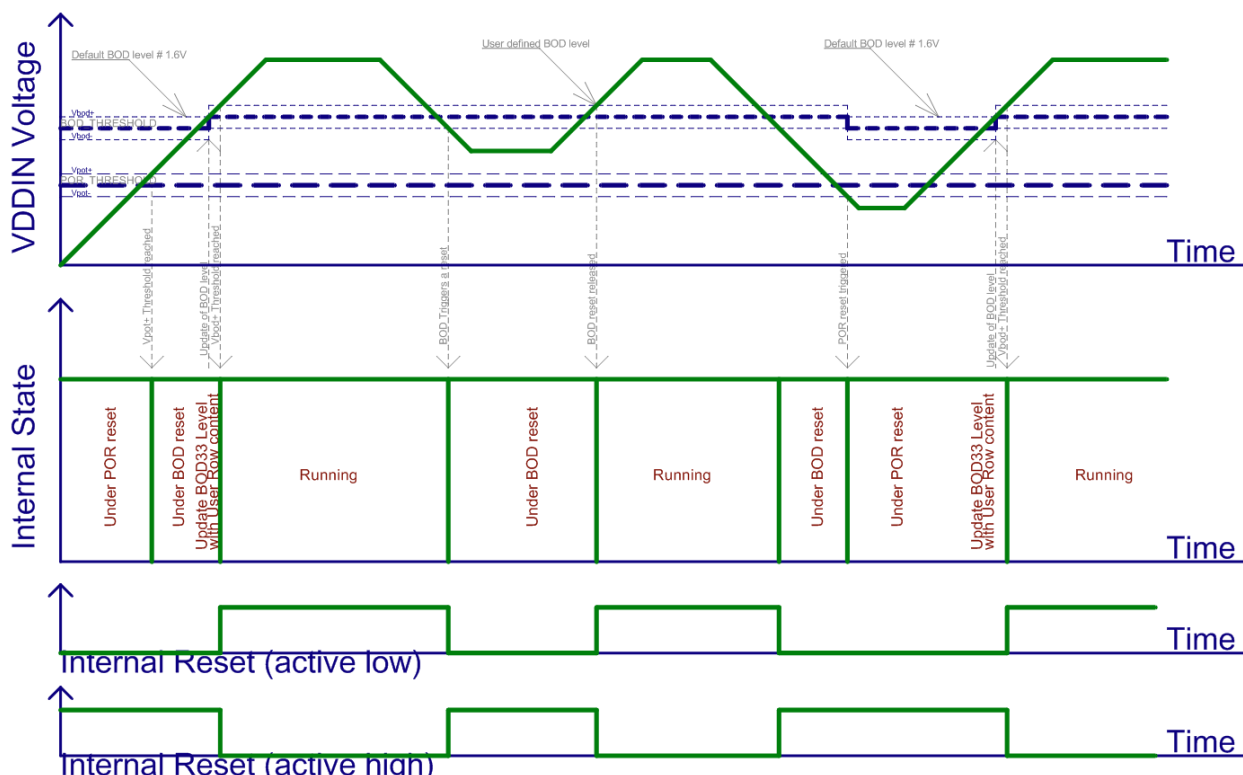 VDDIN Voltage
Default BOD level # 1.6V
User defined BOD level
Default BOD level # 1.6V
Vbod+
BOD_THRESHOLD
Vbod-
Vpot+
POR_THRESHOLD
Vpot-
Time
Vpot+ Threshold reached
Update of BOD level
Vbod+ Threshold reached
BOD Triggers a reset
BOD reset released
POR reset triggered
Update of BOD level
Vbod+ Threshold reached
Internal State
Under POR reset
Under BOD reset
Update BOD33 Level
with User Row content
Running
Under BOD reset
Running
Under BOD reset
Under POR reset
Update BOD33 Level
with User Row content
Running
Time
Time
Internal Reset (active low)
Time
Internal Reset (active high)